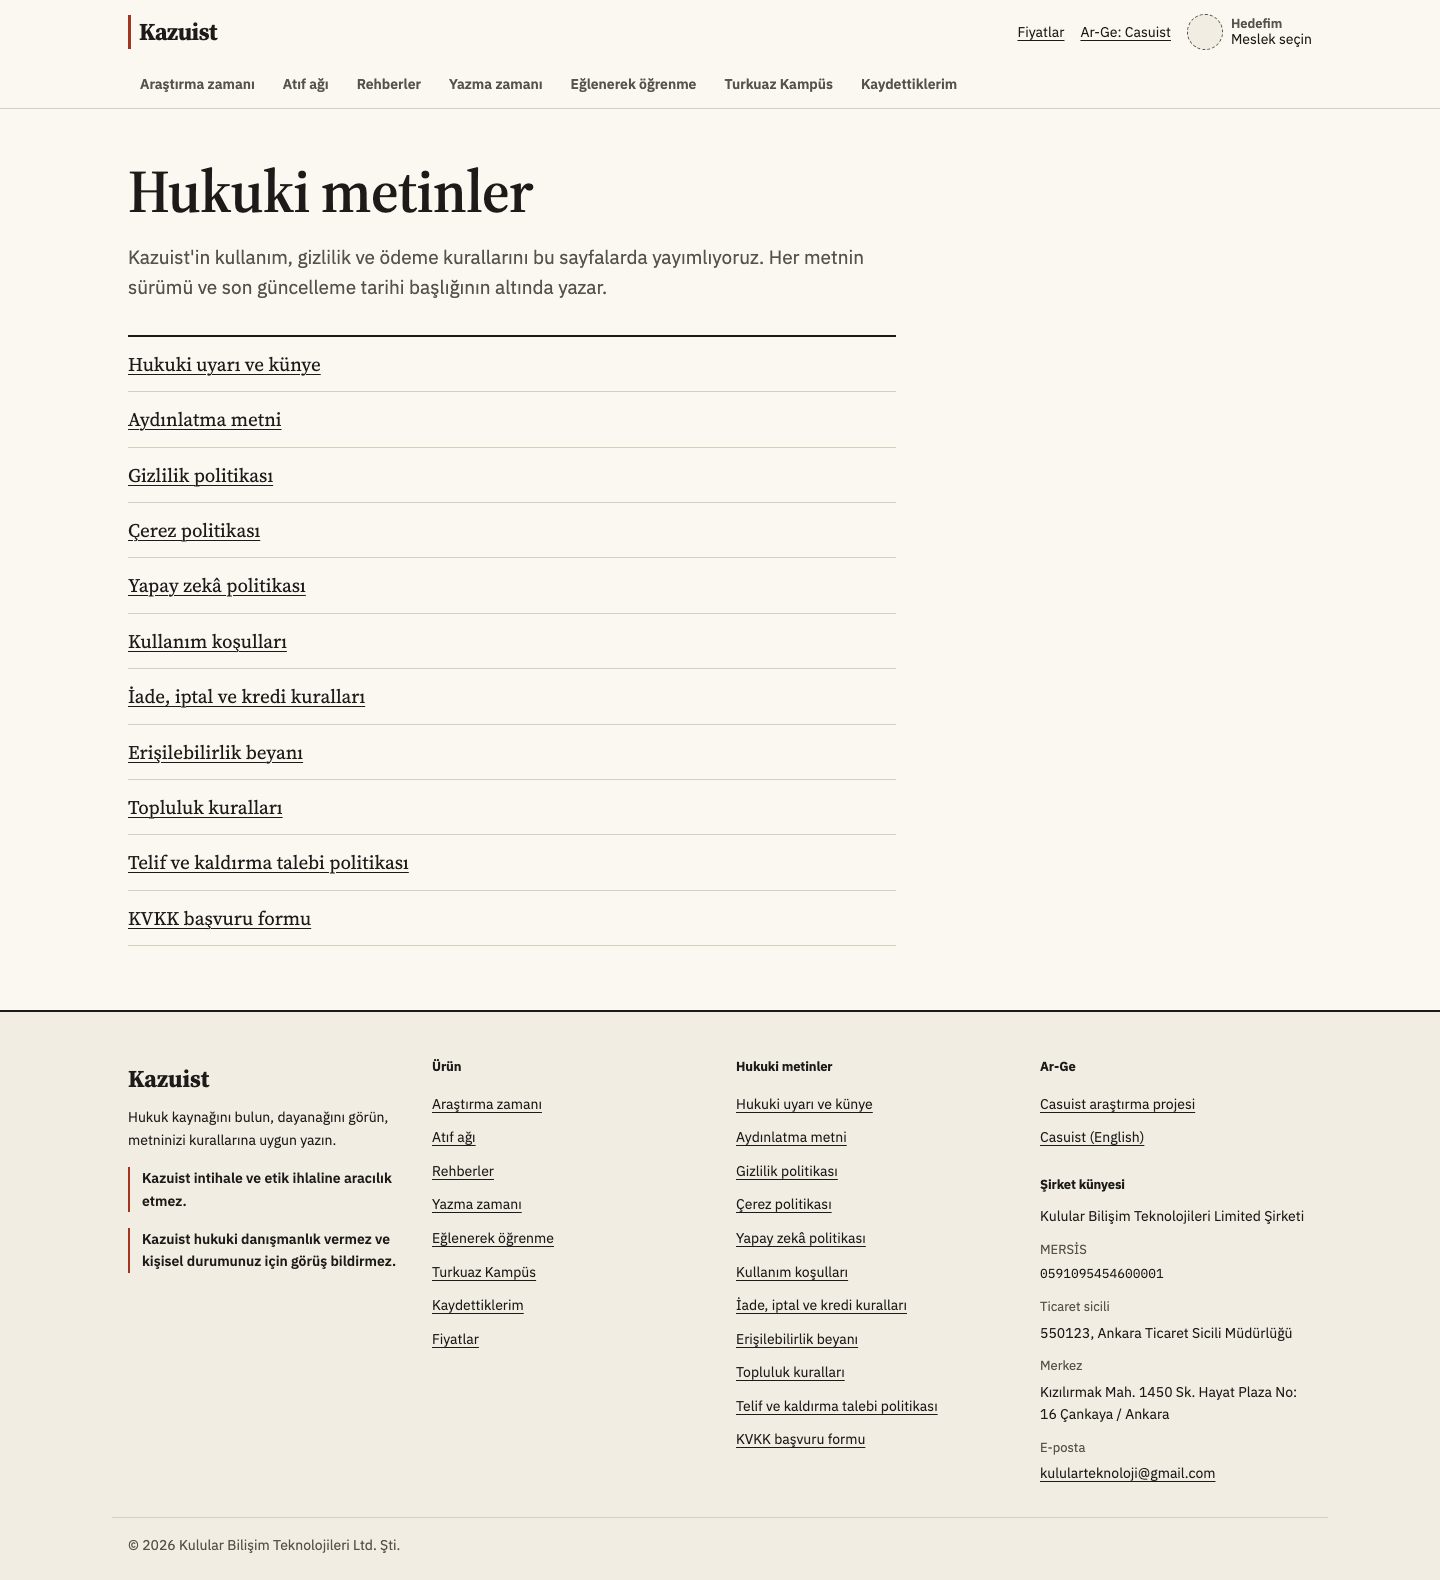 Kazuist
Fiyatlar
Ar-Ge: Casuist
Hedefim
Meslek seçin
Araştırma zamanı
Atıf ağı
Rehberler
Yazma zamanı
Eğlenerek öğrenme
Turkuaz Kampüs
Kaydettiklerim
Hukuki metinler
Kazuist'in kullanım, gizlilik ve ödeme kurallarını bu sayfalarda yayımlıyoruz. Her metnin
sürümü ve son güncelleme tarihi başlığının altında yazar.
Hukuki uyarı ve künye
Aydınlatma metni
Gizlilik politikası
Çerez politikası
Yapay zekâ politikası
Kullanım koşulları
İade, iptal ve kredi kuralları
Erişilebilirlik beyanı
Topluluk kuralları
Telif ve kaldırma talebi politikası
KVKK başvuru formu
Kazuist
Hukuk kaynağını bulun, dayanağını görün,
metninizi kurallarına uygun yazın.
Kazuist intihale ve etik ihlaline aracılık
etmez.
Kazuist hukuki danışmanlık vermez ve
kişisel durumunuz için görüş bildirmez.
Ürün
Araştırma zamanı
Atıf ağı
Rehberler
Yazma zamanı
Eğlenerek öğrenme
Turkuaz Kampüs
Kaydettiklerim
Fiyatlar
Hukuki metinler
Hukuki uyarı ve künye
Aydınlatma metni
Gizlilik politikası
Çerez politikası
Yapay zekâ politikası
Kullanım koşulları
İade, iptal ve kredi kuralları
Erişilebilirlik beyanı
Topluluk kuralları
Telif ve kaldırma talebi politikası
KVKK başvuru formu
Ar-Ge
Casuist araştırma projesi
Casuist (English)
Şirket künyesi
Kulular Bilişim Teknolojileri Limited Şirketi
MERSİS
0591095454600001
Ticaret sicili
550123, Ankara Ticaret Sicili Müdürlüğü
Merkez
Kızılırmak Mah. 1450 Sk. Hayat Plaza No:
16 Çankaya / Ankara
E-posta
kulularteknoloji@gmail.com
© 2026 Kulular Bilişim Teknolojileri Ltd. Şti.